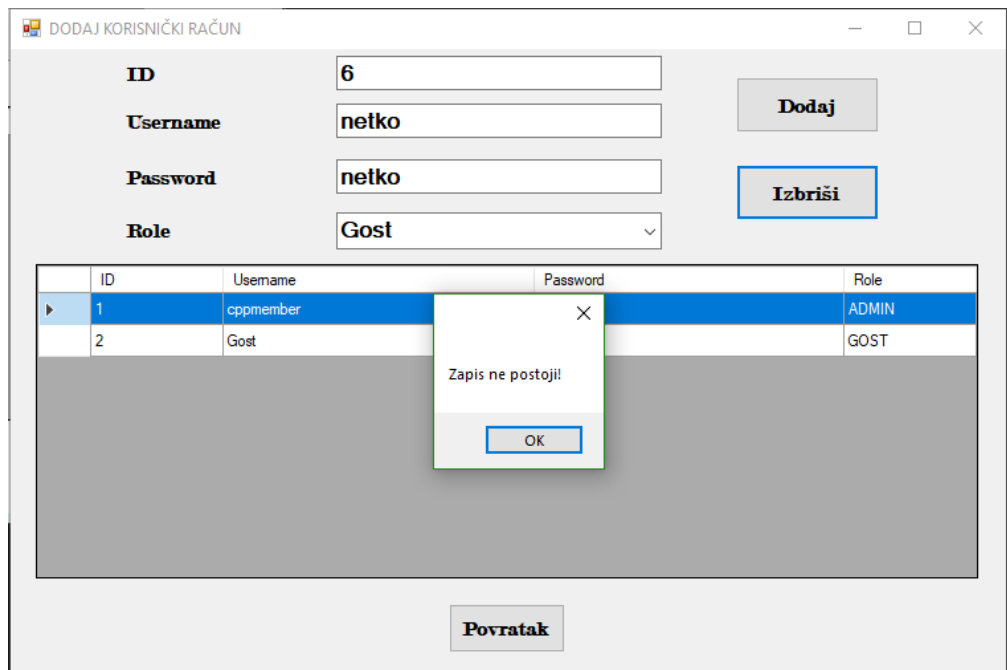 DODAJ KORISNIČKI RAČUN
ID 6
Dodaj
Username netko
Password netko
Izbriši
Role Gost
ID Username Password Role
1 cppmember ADMIN
2 Gost GOST
Zapis ne postoji!
OK
Povratak